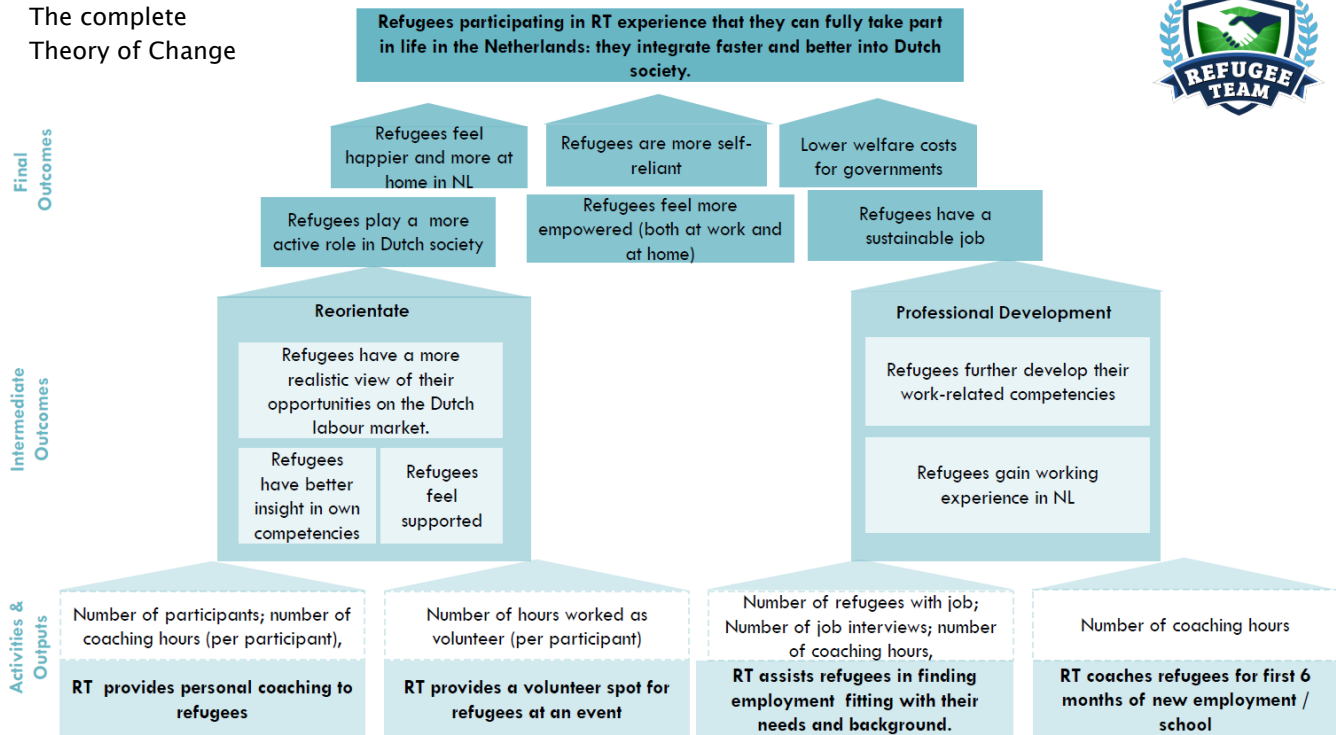 The complete
Theory of Change
Refugees participating in RT experience that they can fully take part
in life in the Netherlands: they integrate faster and better into Dutch
society.
REFUGEE
TEAM
Final
Outcomes
Refugees feel
happier and more at
home in NL
Refugees are more self-
reliant
Lower welfare costs
for governments
Refugees play a more
active role in Dutch society
Refugees feel more
empowered (both at work and
at home)
Refugees have a
sustainable job
Intermediate
Outcomes
Reorientate
Refugees have a more
realistic view of their
opportunities on the Dutch
labour market.
Refugees
have better
insight in own
competencies
Refugees
feel
supported
Professional Development
Refugees further develop their
work-related competencies
Refugees gain working
experience in NL
Activities &
Outputs
Number of participants; number of
coaching hours (per participant),
Number of hours worked as
volunteer (per participant)
Number of refugees with job;
Number of job interviews; number
of coaching hours,
Number of coaching hours
RT provides personal coaching to
refugees
RT provides a volunteer spot for
refugees at an event
RT assists refugees in finding
employment fitting with their
needs and background.
RT coaches refugees for first 6
months of new employment /
school